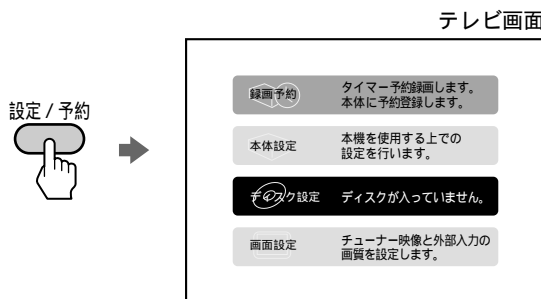 テレビ画面
設定 / 予約
録画予約
タイマー予約録画します。
本体に予約登録します。
本体設定
本機を使用する上での
設定を行います。
ディスク設定
ディスクが入っていません。
画面設定
チューナー映像と外部入力の
画質を設定します。